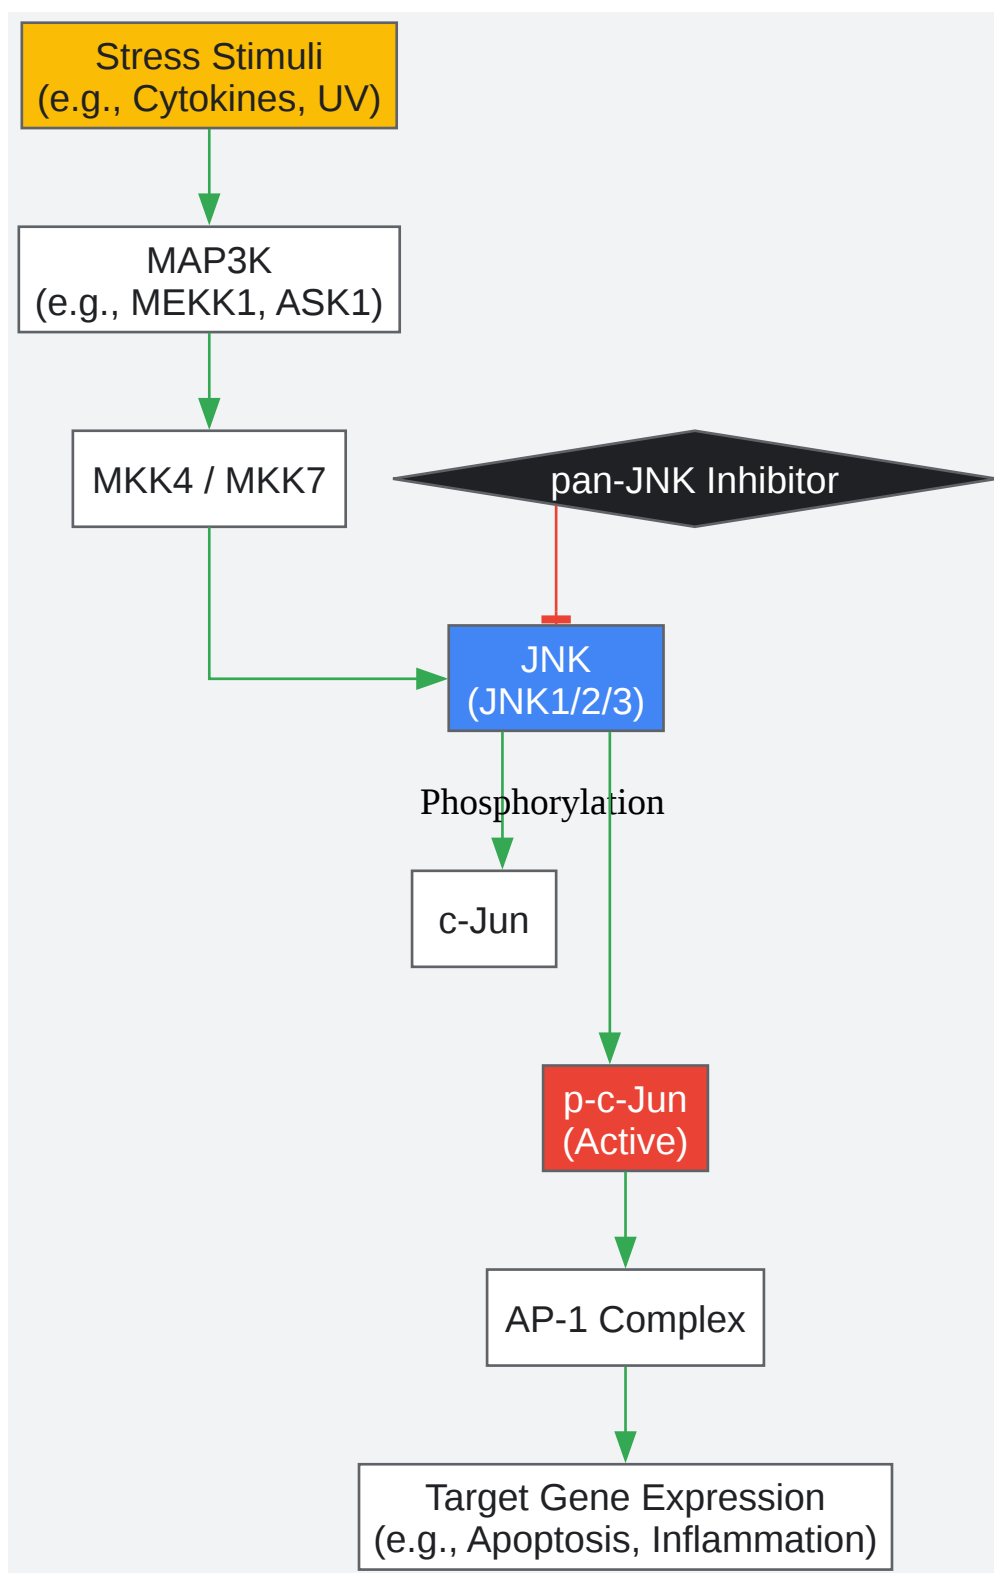 Stress Stimuli
(e.g., Cytokines, UV)
MAP3K
(e.g., MEKK1, ASK1)
MKK4 / MKK7
pan-JNK Inhibitor
JNK
(JNK1/2/3)
Phosphorylation
c-Jun
p-c-Jun
(Active)
AP-1 Complex
Target Gene Expression
(e.g., Apoptosis, Inflammation)